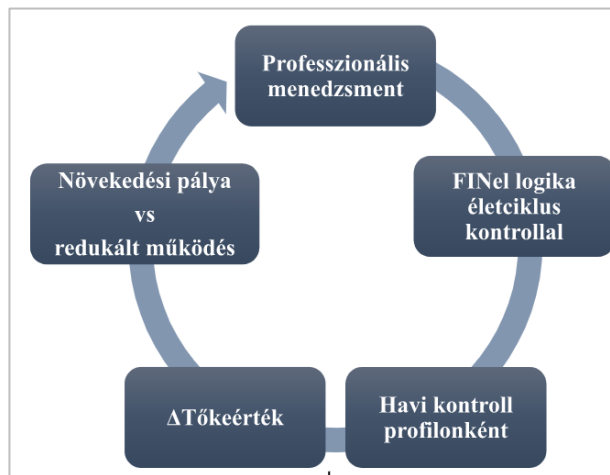 Professzionális
menedzsment
FINel logika
életciklus
kontrollal
Havi kontroll
profilonként
ΔTőkeérték
Növekedési pálya
vs
redukált működés